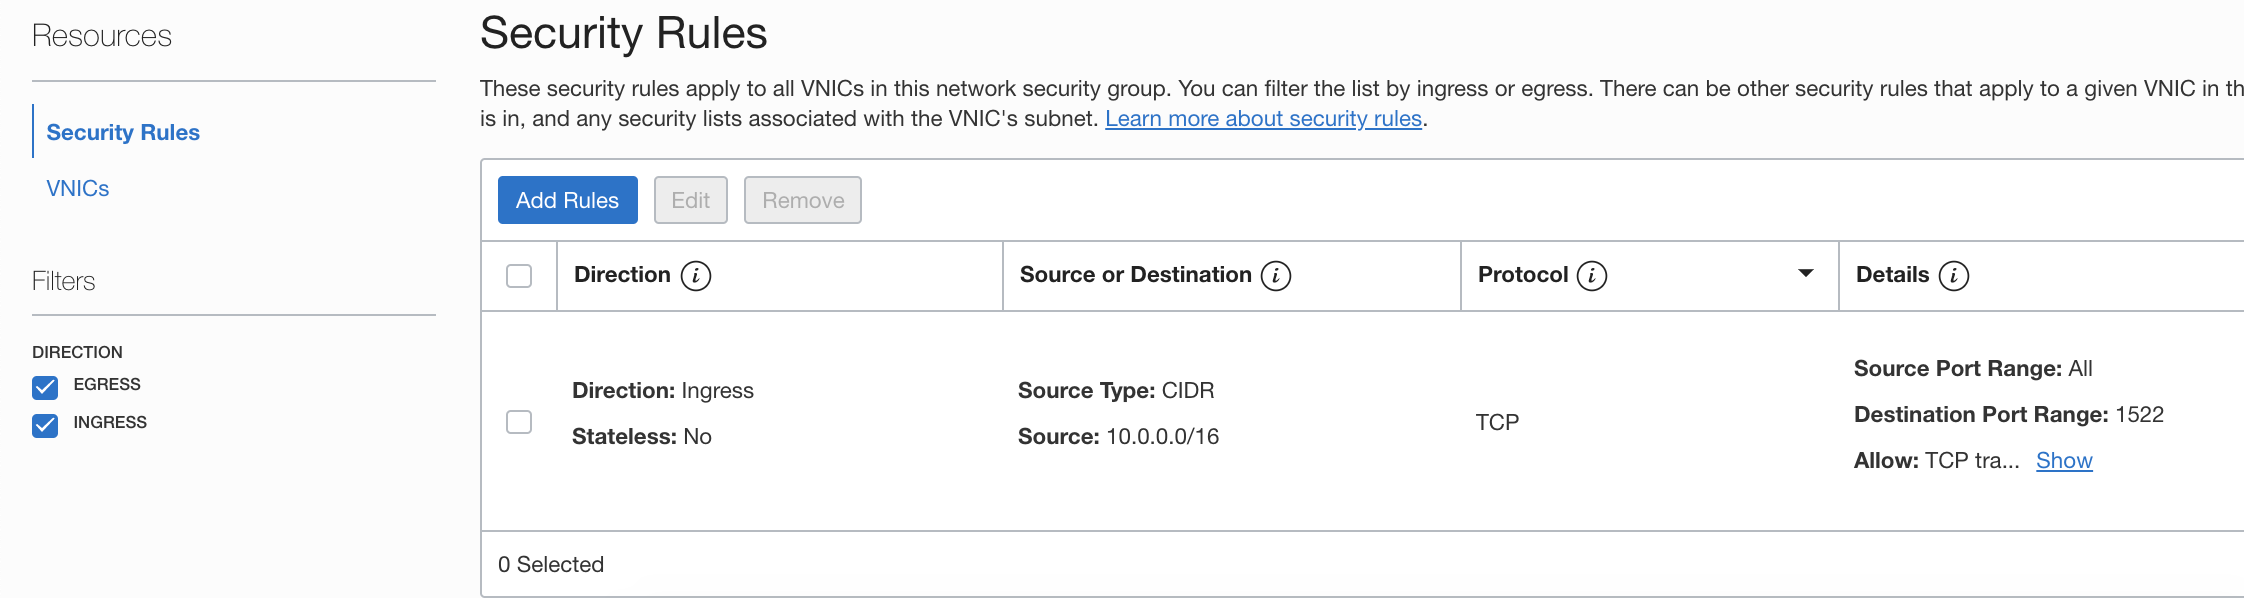 Resources
Security Rules
VNICs
Filters
DIRECTION
EGRESS
INGRESS
Security Rules
These security rules apply to all VNICs in this network security group. You can filter the list by ingress or egress. There can be other security rules that apply to a given VNIC in th
is in, and any security lists associated with the VNIC's subnet. Learn more about security rules.
Add Rules Edit Remove
Direction i Source or Destination i Protocol i Details i
Direction: Ingress
Stateless: No
Source Type: CIDR
Source: 10.0.0.0/16
TCP
Source Port Range: All
Destination Port Range: 1522
Allow: TCP tra... Show
0 Selected